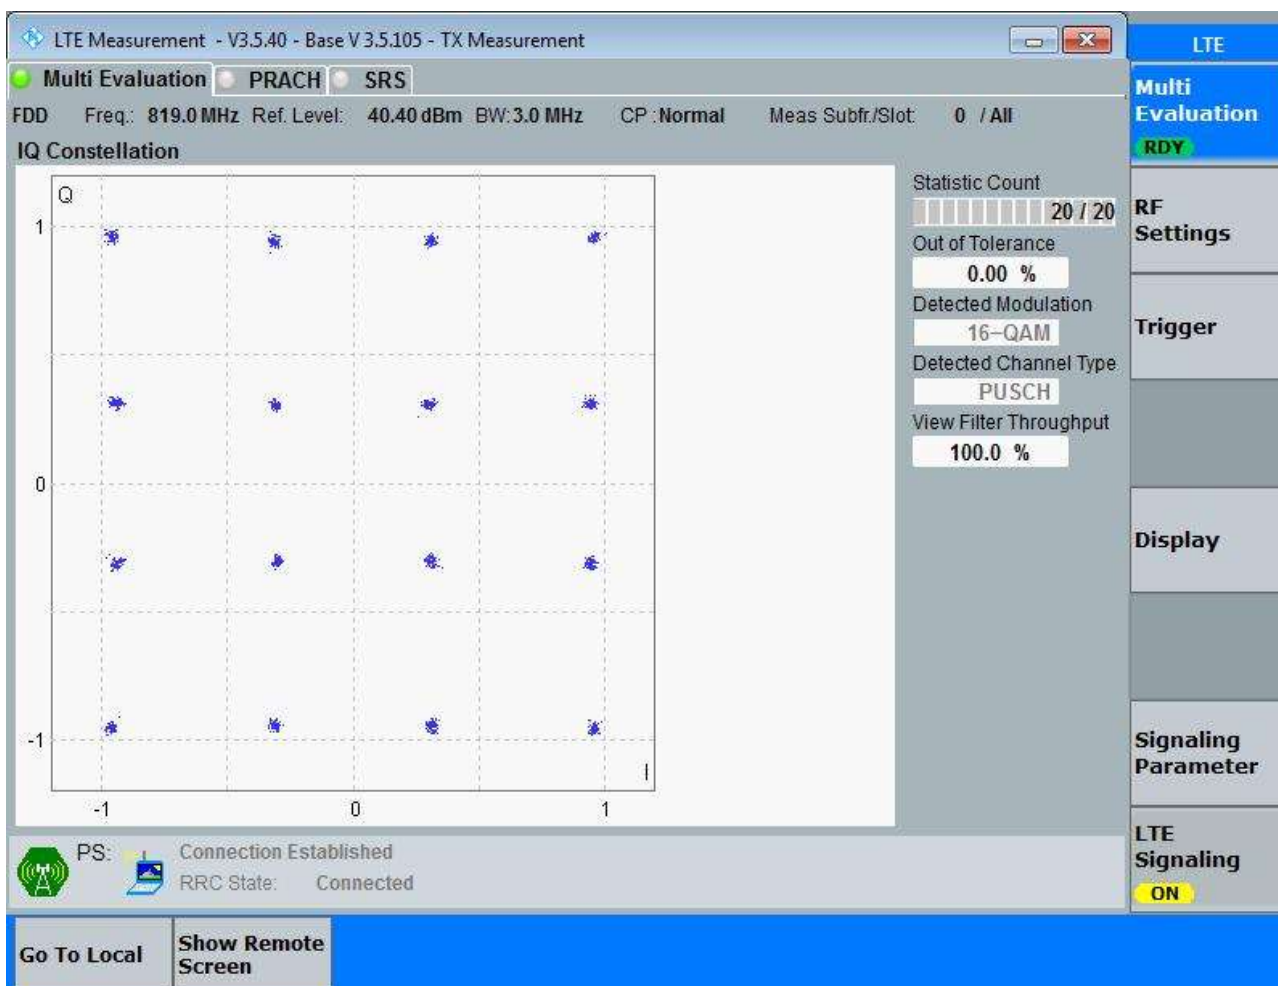 LTE Measurement - V3.5.40 - Base V 3.5.105 - TX Measurement
LTE
Multi Evaluation PRACH SRS
FDD Freq.: 819.0 MHz Ref. Level: 40.40 dBm BW: 3.0 MHz CP : Normal Meas Subfr./Slot: 0 / All
IQ Constellation
Q
1
0
-1
-1 0 1
I
Statistic Count
20 / 20
Out of Tolerance
0.00 %
Detected Modulation
16-QAM
Detected Channel Type
PUSCH
View Filter Throughput
100.0 %
Multi
Evaluation
RDY
RF
Settings
Trigger
Display
Signaling
Parameter
LTE
Signaling
ON
PS: Connection Established
RRC State: Connected
Go To Local
Show Remote
Screen